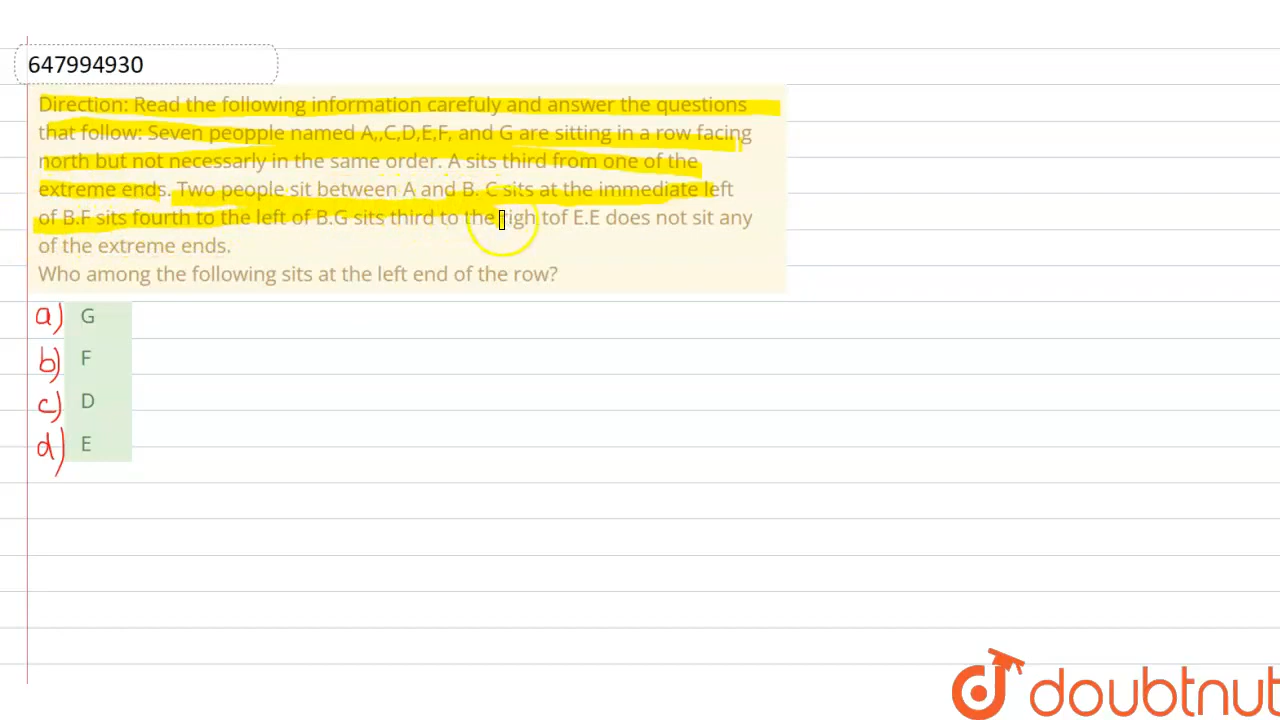 647994930
Direction: Read the following information carefuly and answer the questions
that follow: Seven peopple named A,,C,D,E,F, and G are sitting in a row facing
north but not necessarly in the same order. A sits third from one of the
extreme ends. Two people sit between A and B. C sits at the immediate left
of B.F sits fourth to the left of B.G sits third to the righ tof E.E does not sit any
of the extreme ends.
Who among the following sits at the left end of the row?
a) G
b) F
c) D
d) E
doubtnut